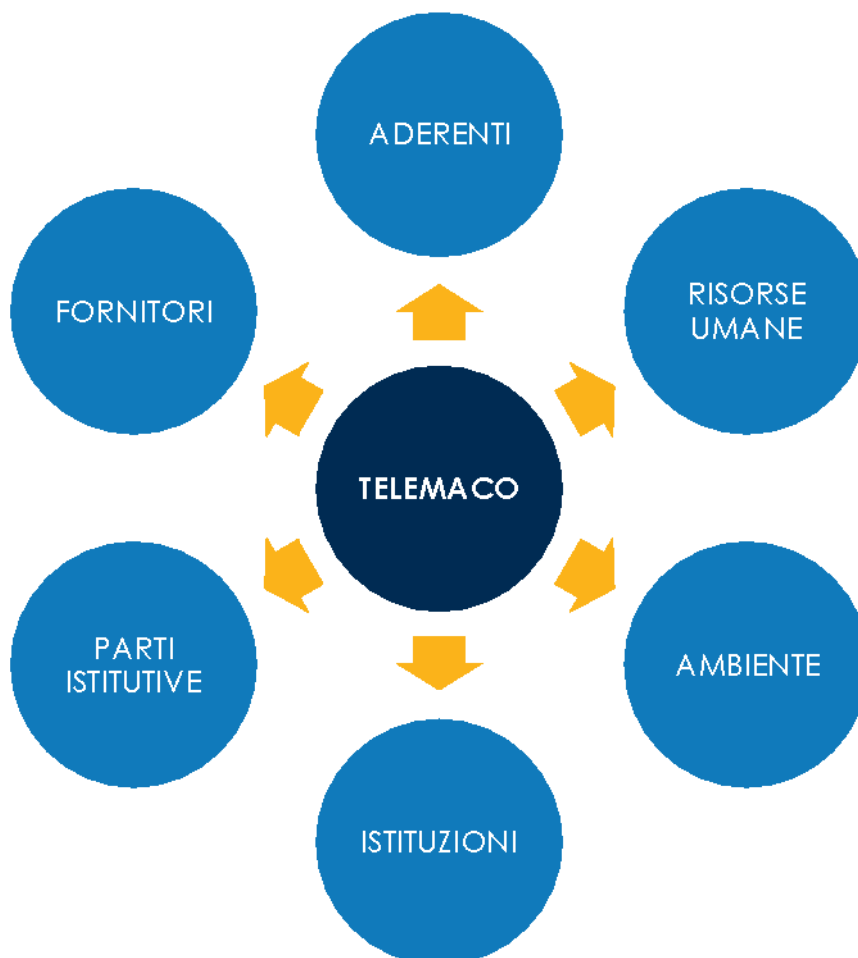 ADERENTI
FORNITORI
RISORSE
UMANE
TELEMACO
PARTI
ISTITUTIVE
AMBIENTE
ISTITUZIONI